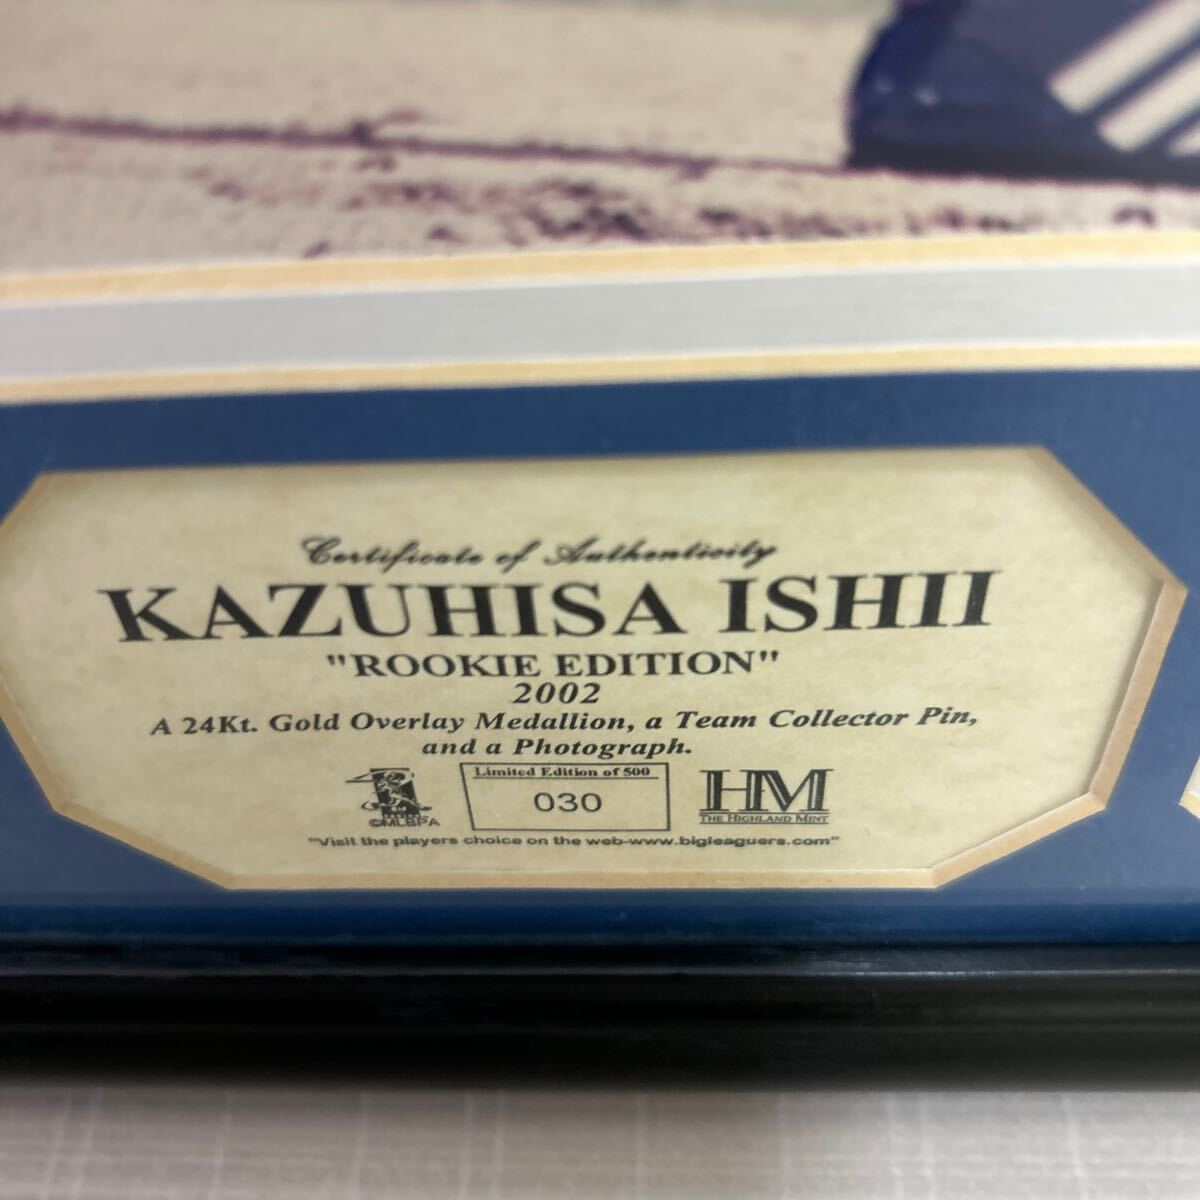 Certificate of Authenticity
KAZUHISA ISHII
"ROOKIE EDITION"
2002
A 24Kt. Gold Overlay Medallion, a Team Collector Pin,
and a Photograph.
©MLBPA
Limited Edition of 500
030
HM
THE HIGHLAND MINT
"Visit the players choice on the web-www.bigleaguers.com"